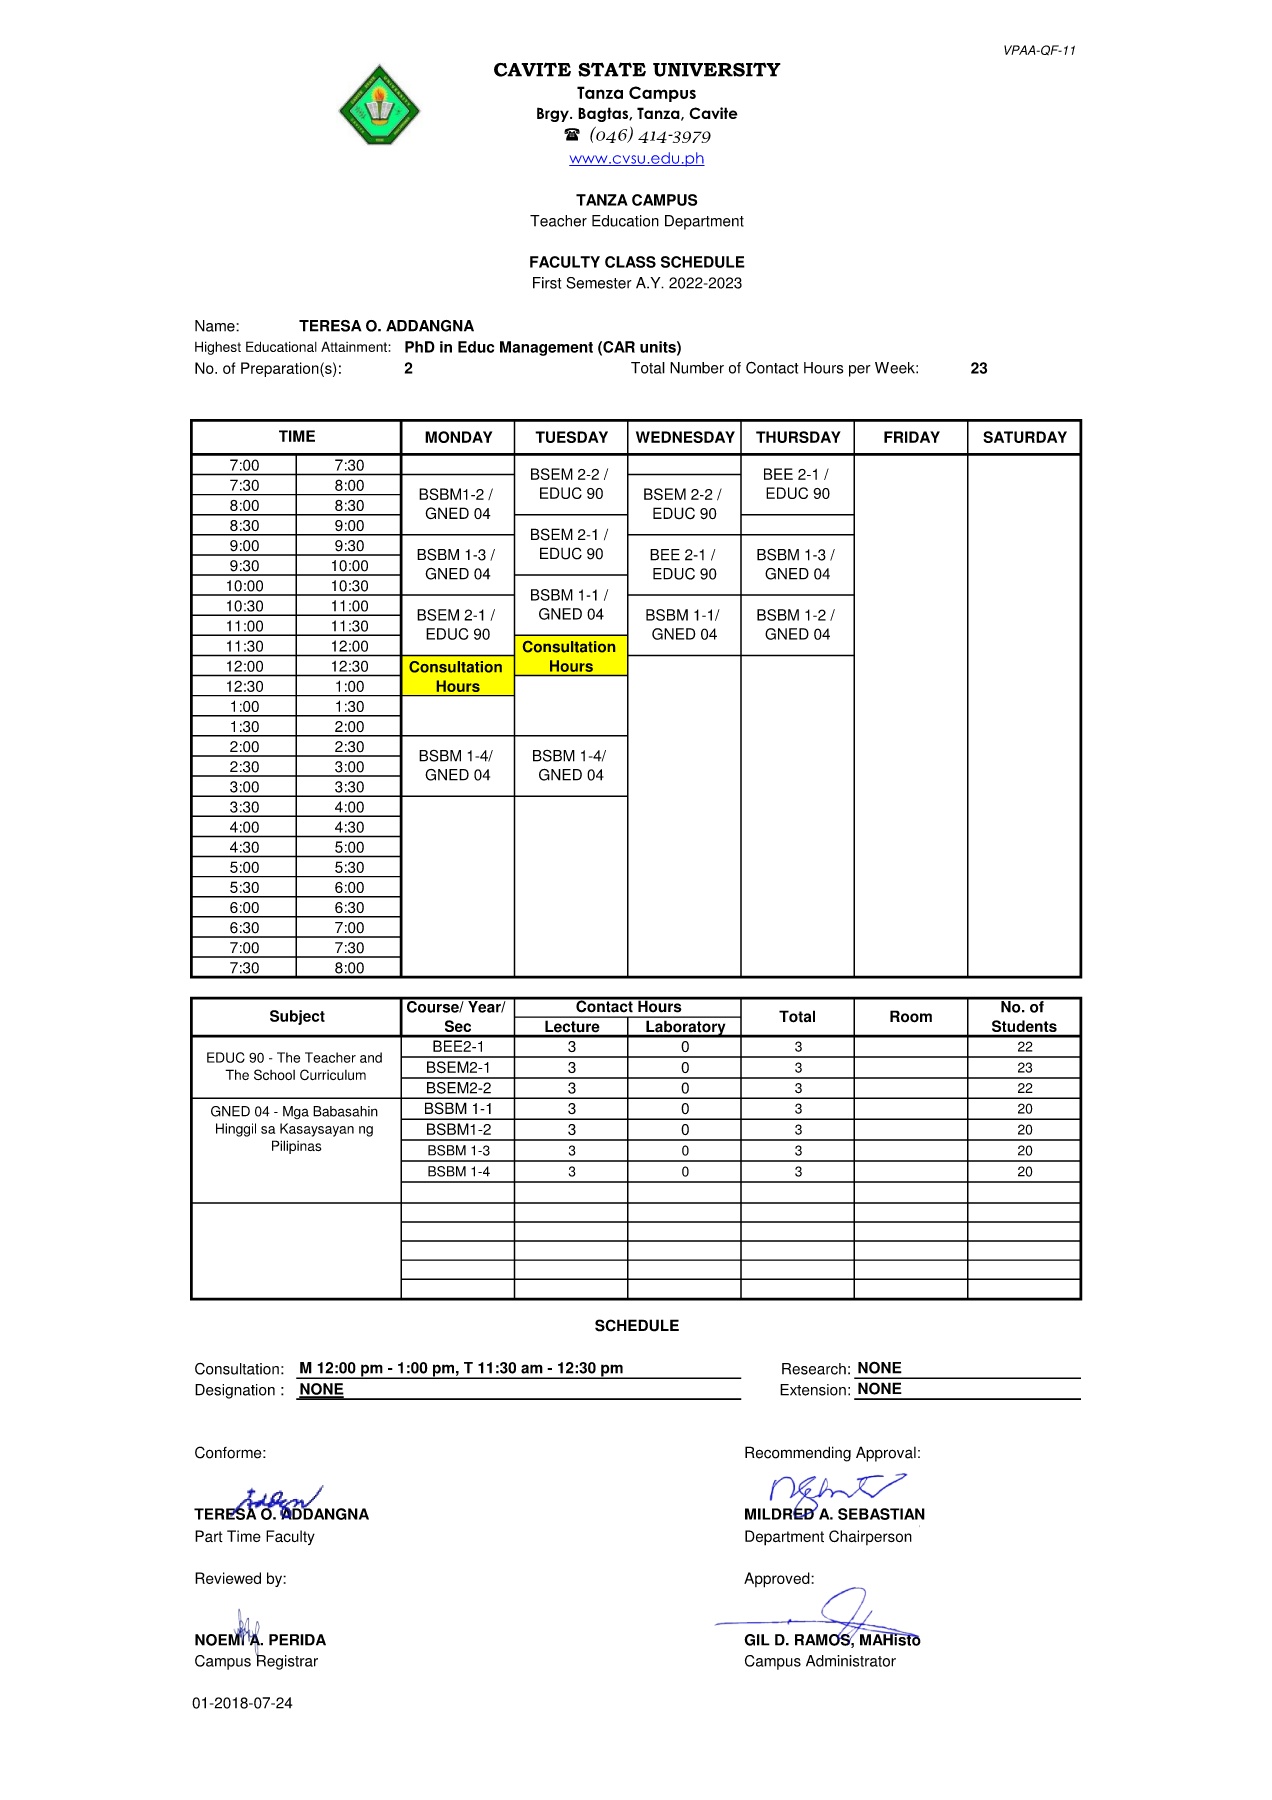 VPAA-QF-11
CAVITE STATE UNIVERSITY
Tanza Campus
Brgy. Bagtas, Tanza, Cavite
☎ (046) 414-3979
www.cvsu.edu.ph
TANZA CAMPUS
Teacher Education Department
FACULTY CLASS SCHEDULE
First Semester A.Y. 2022-2023
Name: TERESA O. ADDANGNA
Highest Educational Attainment: PhD in Educ Management (CAR units)
No. of Preparation(s): 2 Total Number of Contact Hours per Week: 23
TIME MONDAY TUESDAY WEDNESDAY THURSDAY FRIDAY SATURDAY
7:00 7:30
7:30 8:00
8:00 8:30
8:30 9:00
9:00 9:30
9:30 10:00
10:00 10:30
10:30 11:00
11:00 11:30
11:30 12:00
12:00 12:30
12:30 1:00
1:00 1:30
1:30 2:00
2:00 2:30
2:30 3:00
3:00 3:30
3:30 4:00
4:00 4:30
4:30 5:00
5:00 5:30
5:30 6:00
6:00 6:30
6:30 7:00
7:00 7:30
7:30 8:00
BSBM1-2 /
GNED 04
BSBM 1-3 /
GNED 04
BSEM 2-1 /
EDUC 90
Consultation
Hours
BSBM 1-4/
GNED 04
BSEM 2-2 /
EDUC 90
BSEM 2-1 /
EDUC 90
BSBM 1-1 /
GNED 04
Consultation
Hours
BSBM 1-4/
GNED 04
BSEM 2-2 /
EDUC 90
BEE 2-1 /
EDUC 90
BSBM 1-1/
GNED 04
BEE 2-1 /
EDUC 90
BSBM 1-3 /
GNED 04
BSBM 1-2 /
GNED 04
Subject Course/ Year/ Sec Contact Hours Total Room No. of Students
Lecture Laboratory
EDUC 90 - The Teacher and
The School Curriculum
BEE2-1 3 0 3 22
BSEM2-1 3 0 3 23
BSEM2-2 3 0 3 22
GNED 04 - Mga Babasahin
Hinggil sa Kasaysayan ng
Pilipinas
BSBM 1-1 3 0 3 20
BSBM1-2 3 0 3 20
BSBM 1-3 3 0 3 20
BSBM 1-4 3 0 3 20
SCHEDULE
Consultation: M 12:00 pm - 1:00 pm, T 11:30 am - 12:30 pm Research: NONE
Designation : NONE Extension: NONE
Conforme: Recommending Approval:
TERESA O. ADDANGNA MILDRED A. SEBASTIAN
Part Time Faculty Department Chairperson
Reviewed by: Approved:
NOEMI A. PERIDA GIL D. RAMOS, MAHisto
Campus Registrar Campus Administrator
01-2018-07-24